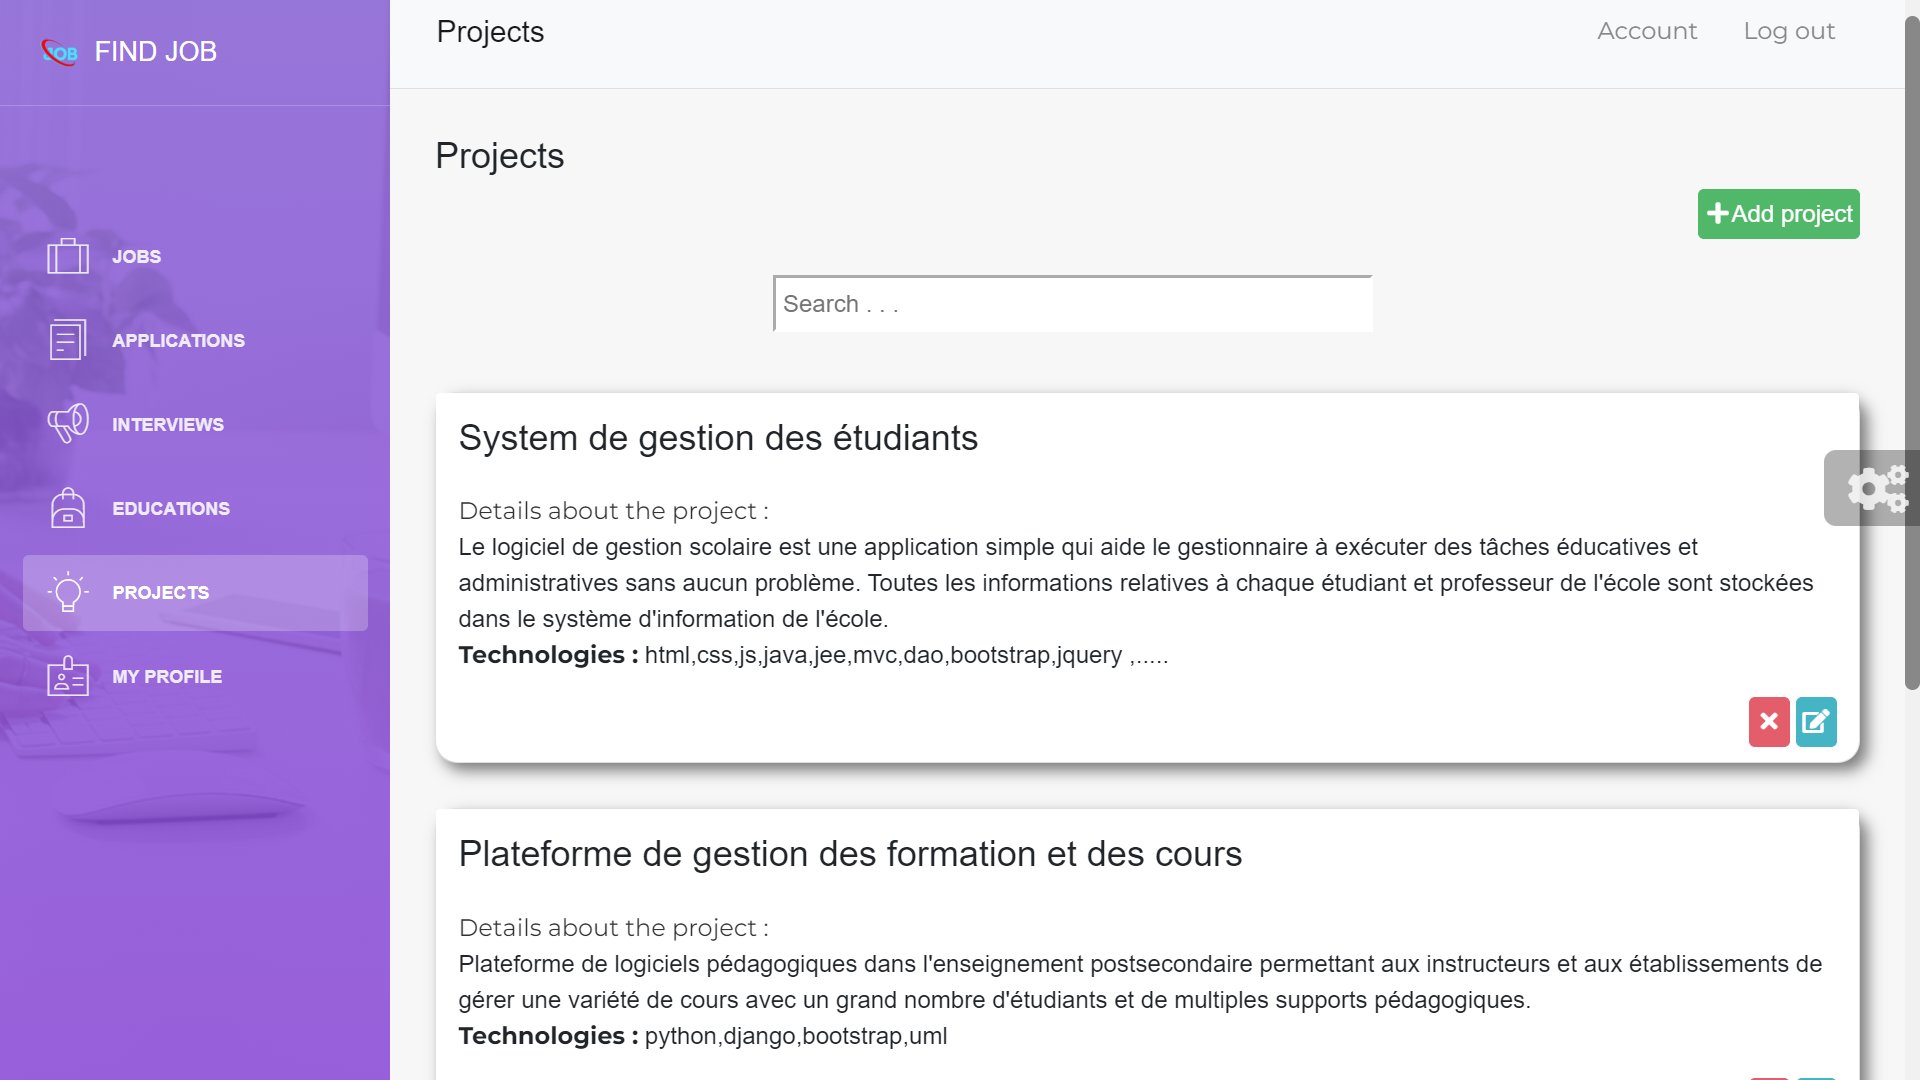 JOB FIND JOB
JOBS
APPLICATIONS
INTERVIEWS
EDUCATIONS
PROJECTS
MY PROFILE
Projects
Account
Log out
Projects
Add project
Search . . .
System de gestion des étudiants
Details about the project :
Le logiciel de gestion scolaire est une application simple qui aide le gestionnaire à exécuter des tâches éducatives et
administratives sans aucun problème. Toutes les informations relatives à chaque étudiant et professeur de l'école sont stockées
dans le système d'information de l'école.
Technologies : html,css,js,java,jee,mvc,dao,bootstrap,jquery ,.....
Plateforme de gestion des formation et des cours
Details about the project :
Plateforme de logiciels pédagogiques dans l'enseignement postsecondaire permettant aux instructeurs et aux établissements de
gérer une variété de cours avec un grand nombre d'étudiants et de multiples supports pédagogiques.
Technologies : python,django,bootstrap,uml